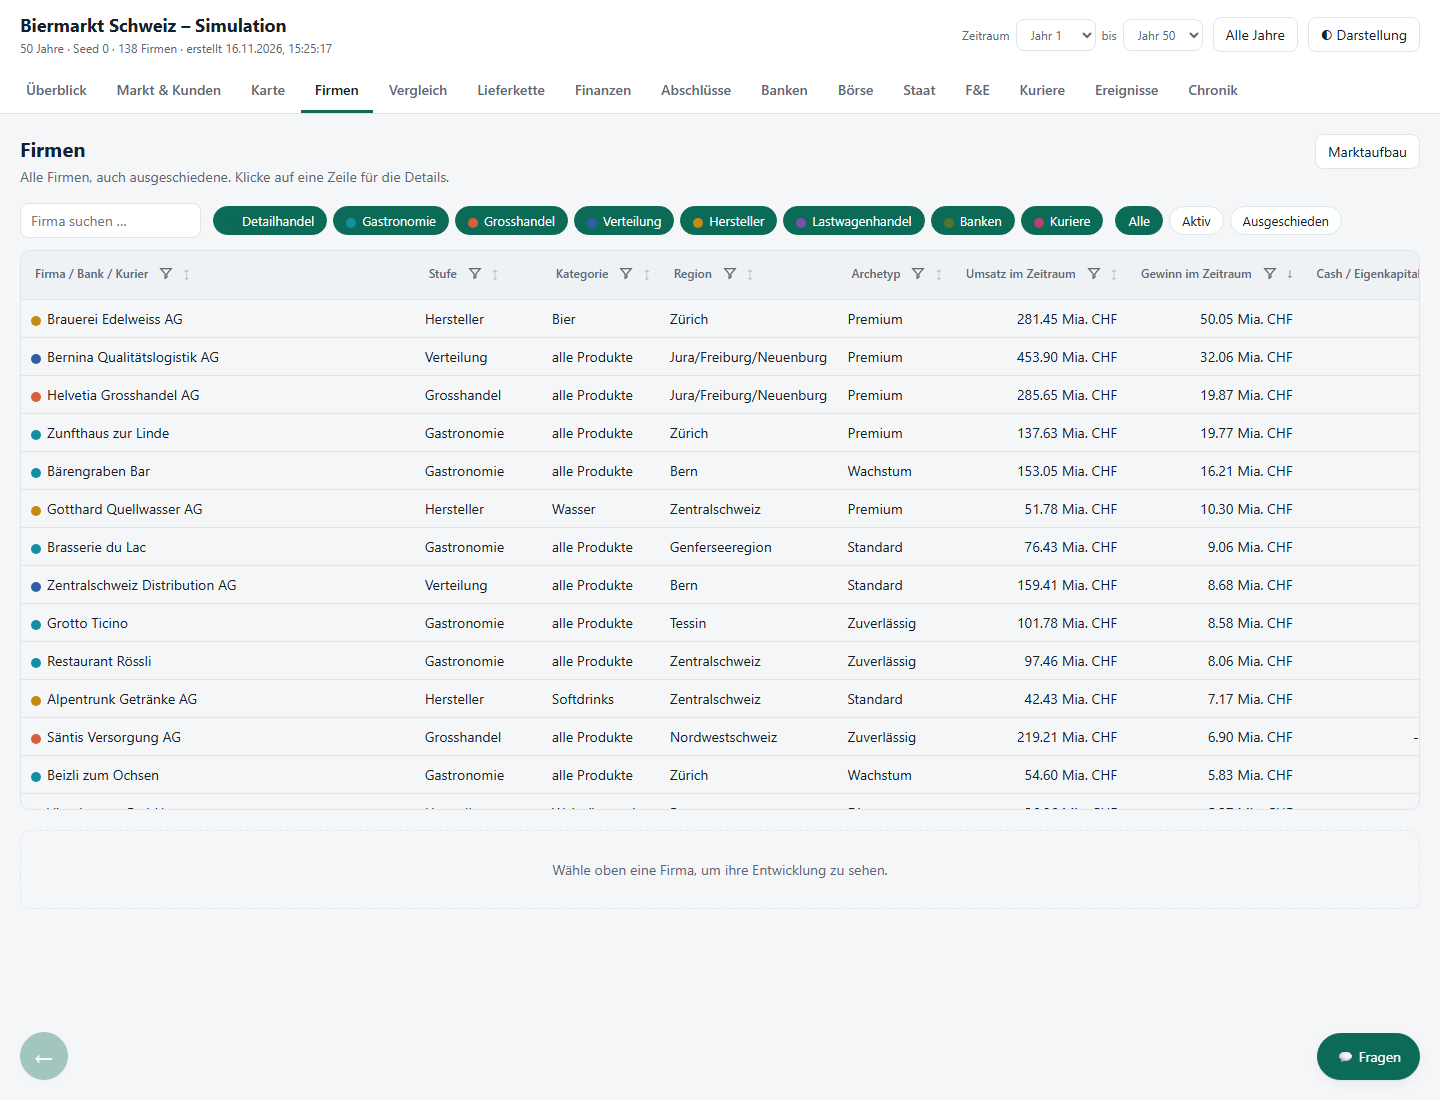 Biermarkt Schweiz – Simulation
50 Jahre · Seed 0 · 138 Firmen · erstellt 16.11.2026, 15:25:17
Zeitraum Jahr 1 bis Jahr 50 Alle Jahre Darstellung
Überblick Markt & Kunden Karte Firmen Vergleich Lieferkette Finanzen Abschlüsse Banken Börse Staat F&E Kuriere Ereignisse Chronik
Firmen
Marktaufbau
Alle Firmen, auch ausgeschiedene. Klicke auf eine Zeile für die Details.
Firma suchen ... Detailhandel Gastronomie Grosshandel Verteilung Hersteller Lastwagenhandel Banken Kuriere Alle Aktiv Ausgeschieden
Firma / Bank / Kurier Stufe Kategorie Region Archetyp Umsatz im Zeitraum Gewinn im Zeitraum ↓ Cash / Eigenkapital
Brauerei Edelweiss AG Hersteller Bier Zürich Premium 281.45 Mia. CHF 50.05 Mia. CHF
Bernina Qualitätslogistik AG Verteilung alle Produkte Jura/Freiburg/Neuenburg Premium 453.90 Mia. CHF 32.06 Mia. CHF
Helvetia Grosshandel AG Grosshandel alle Produkte Jura/Freiburg/Neuenburg Premium 285.65 Mia. CHF 19.87 Mia. CHF
Zunfthaus zur Linde Gastronomie alle Produkte Zürich Premium 137.63 Mia. CHF 19.77 Mia. CHF
Bärengraben Bar Gastronomie alle Produkte Bern Wachstum 153.05 Mia. CHF 16.21 Mia. CHF
Gotthard Quellwasser AG Hersteller Wasser Zentralschweiz Premium 51.78 Mia. CHF 10.30 Mia. CHF
Brasserie du Lac Gastronomie alle Produkte Genferseeregion Standard 76.43 Mia. CHF 9.06 Mia. CHF
Zentralschweiz Distribution AG Verteilung alle Produkte Bern Standard 159.41 Mia. CHF 8.68 Mia. CHF
Grotto Ticino Gastronomie alle Produkte Tessin Zuverlässig 101.78 Mia. CHF 8.58 Mia. CHF
Restaurant Rössli Gastronomie alle Produkte Zentralschweiz Zuverlässig 97.46 Mia. CHF 8.06 Mia. CHF
Alpentrunk Getränke AG Hersteller Softdrinks Zentralschweiz Standard 42.43 Mia. CHF 7.17 Mia. CHF
Säntis Versorgung AG Grosshandel alle Produkte Nordwestschweiz Zuverlässig 219.21 Mia. CHF 6.90 Mia. CHF -
Beizli zum Ochsen Gastronomie alle Produkte Zürich Wachstum 54.60 Mia. CHF 5.83 Mia. CHF
Wähle oben eine Firma, um ihre Entwicklung zu sehen.
← Fragen